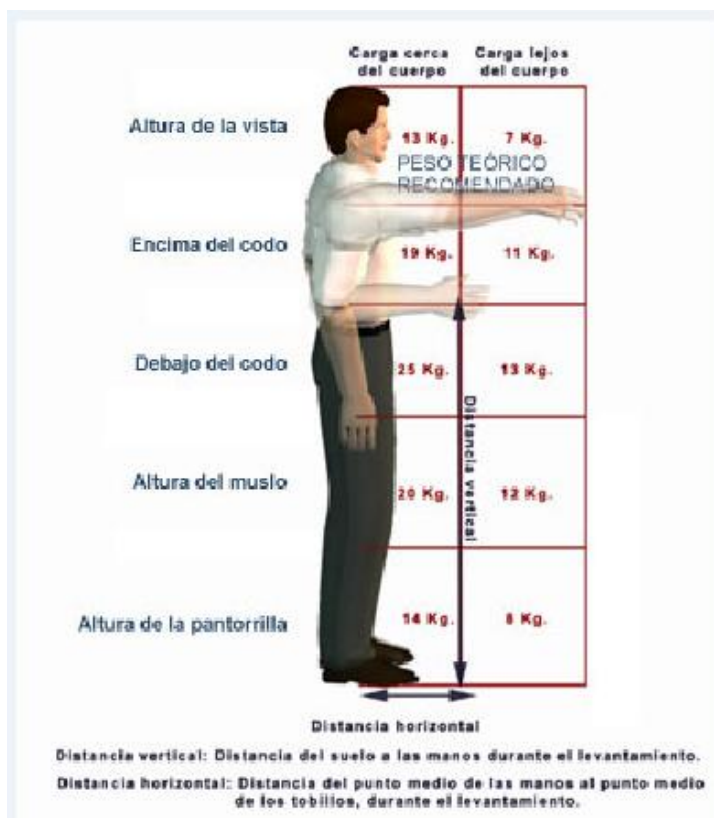 Carga cerca
del cuerpo
Carga lejos
del cuerpo
Altura de la vista
13 Kg.
7 Kg.
PESO TEÓRICO
RECOMENDADO
Encima del codo
19 Kg.
11 Kg.
Debajo del codo
25 Kg.
13 Kg.
Distancia vertical
Altura del muslo
20 Kg.
12 Kg.
Altura de la pantorrilla
14 Kg.
8 Kg.
Distancia horizontal
Distancia vertical: Distancia del suelo a las manos durante el levantamiento.
Distancia horizontal: Distancia del punto medio de las manos al punto medio
de los tobillos, durante el levantamiento.